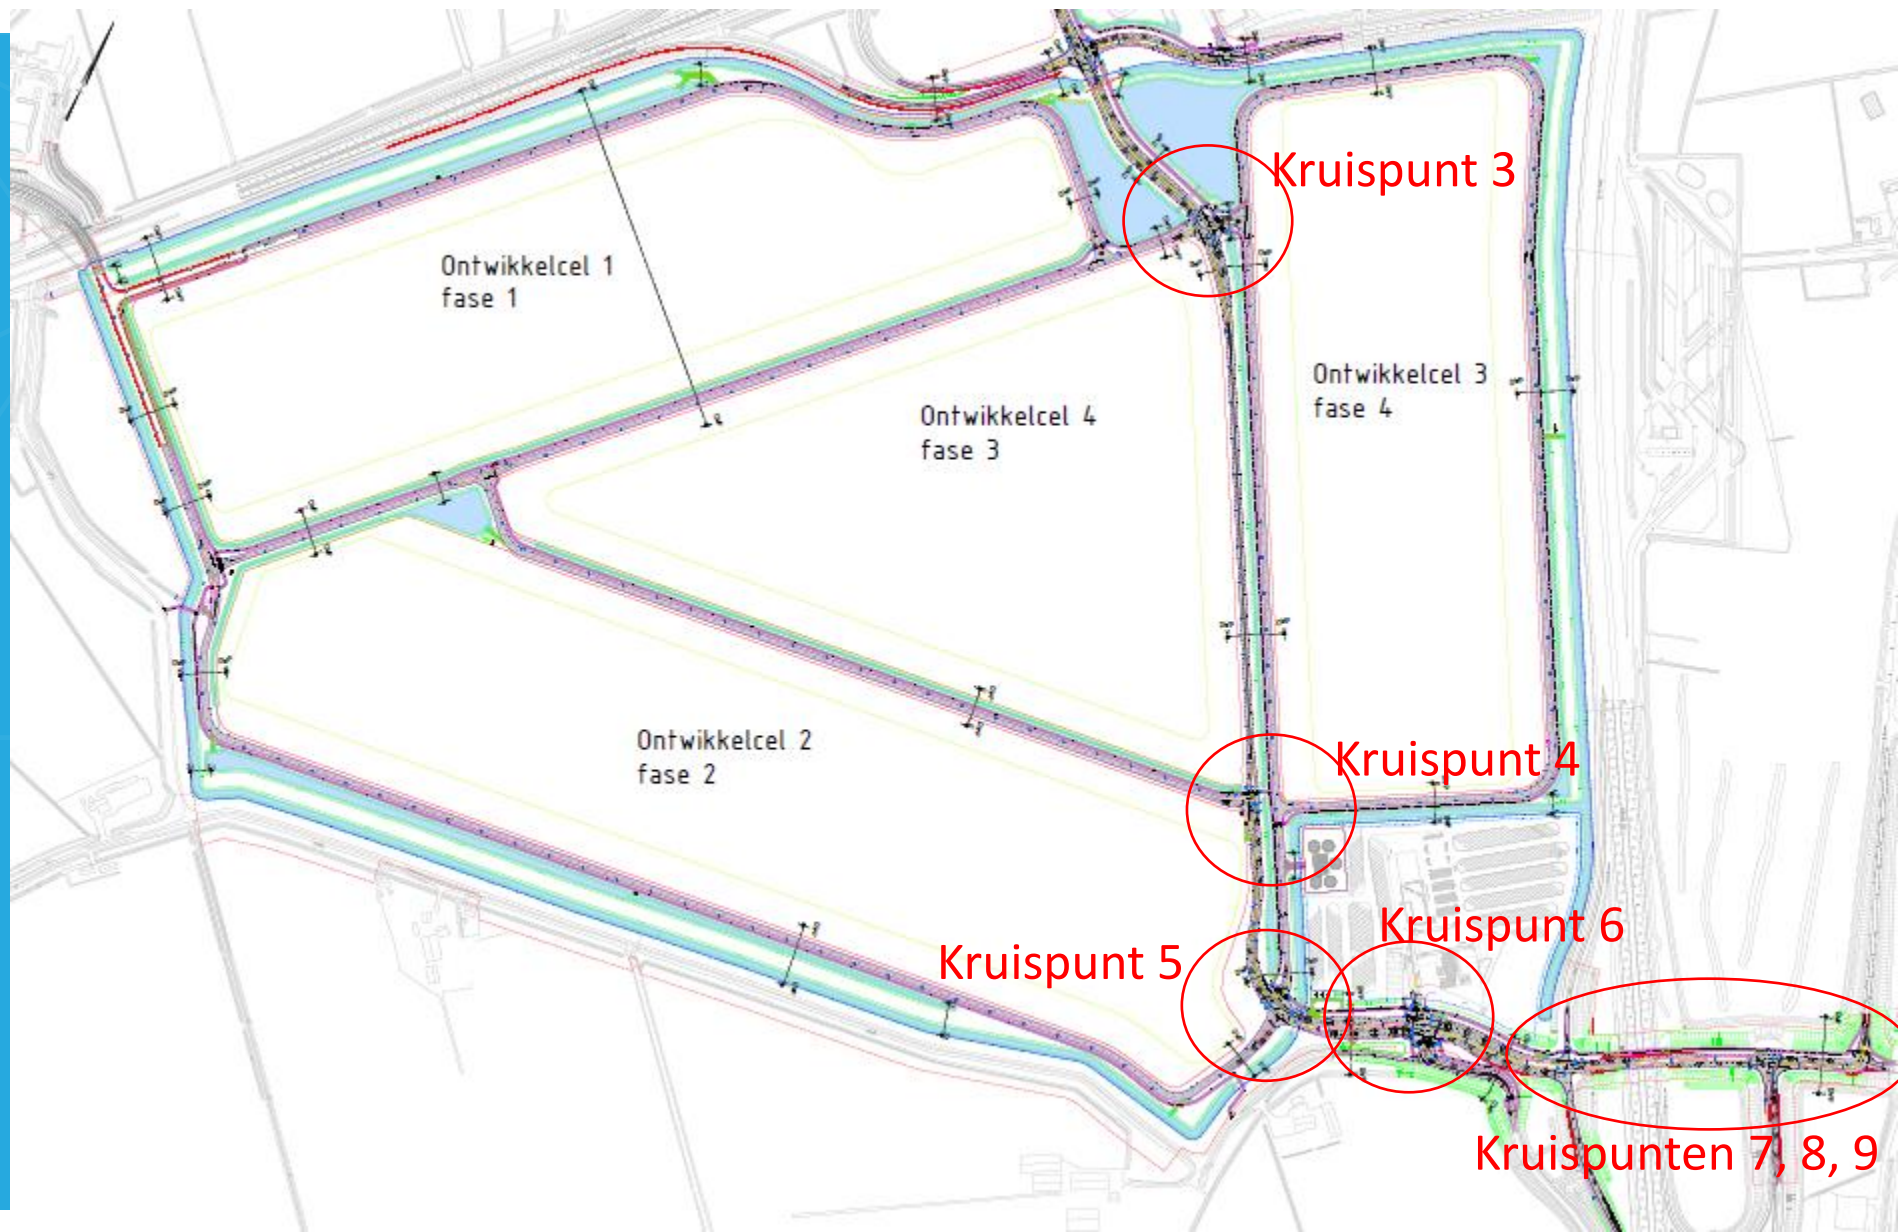 Kruispunt 3
Ontwikkelcel 1
fase 1
Ontwikkelcel 3
fase 4
Ontwikkelcel 4
fase 3
Ontwikkelcel 2
fase 2
Kruispunt 4
Kruispunt 6
Kruispunt 5
Kruispunten 7, 8, 9